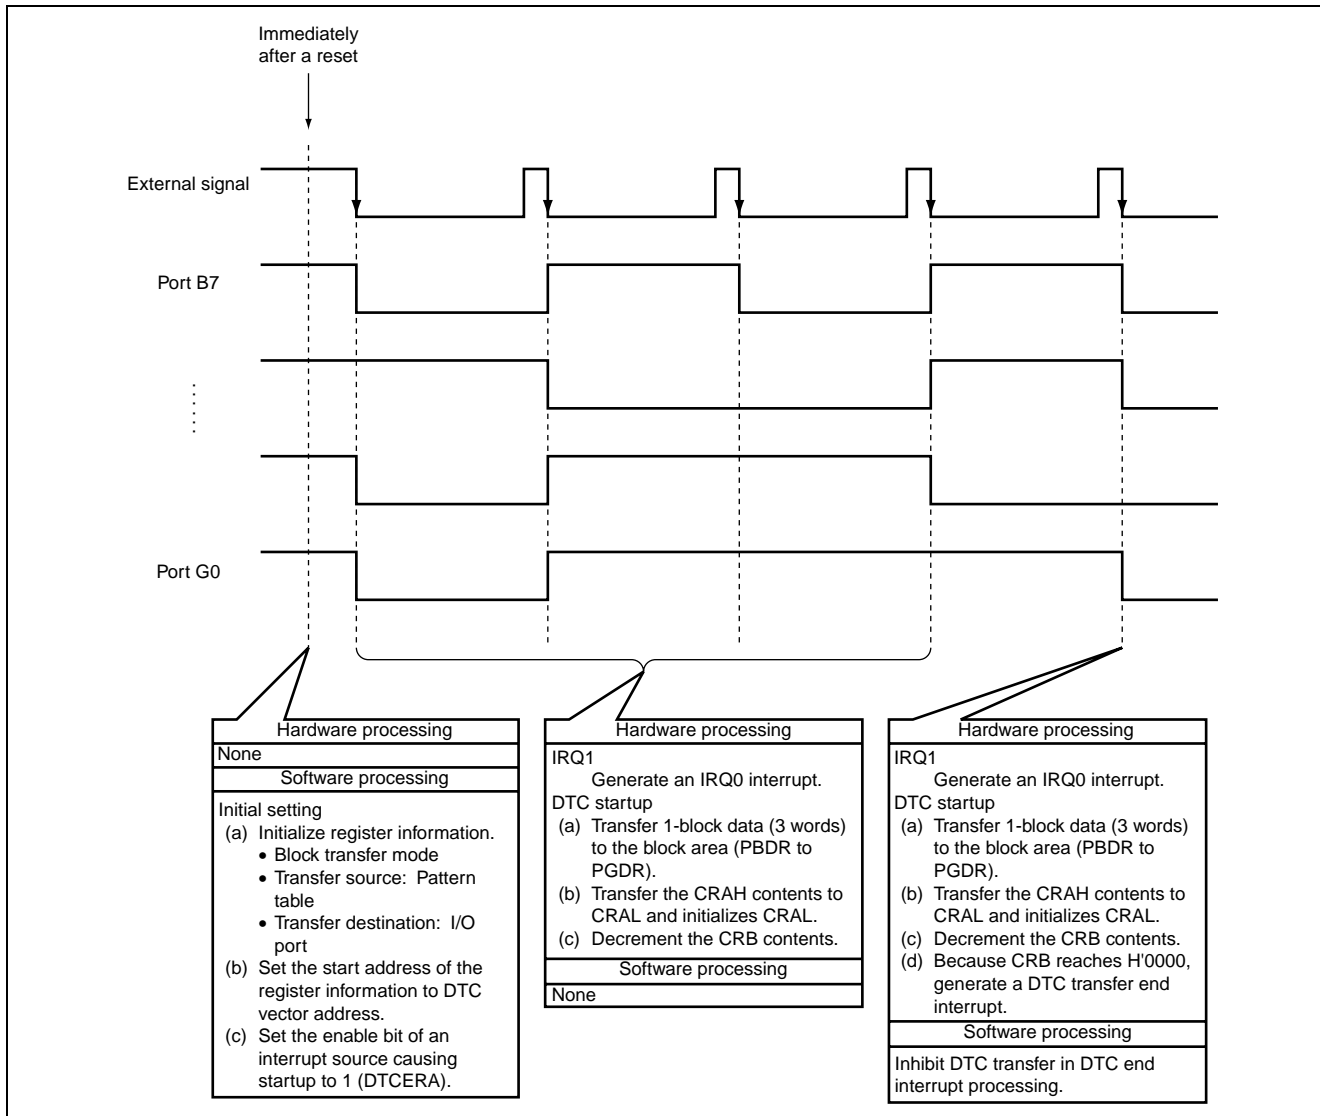 Immediately
after a reset
External signal
Port B7
Port G0
Hardware processing
None
Software processing
Initial setting
(a) Initialize register information.
• Block transfer mode
• Transfer source: Pattern
table
• Transfer destination: I/O
port
(b) Set the start address of the
register information to DTC
vector address.
(c) Set the enable bit of an
interrupt source causing
startup to 1 (DTCERA).
Hardware processing
IRQ1
Generate an IRQ0 interrupt.
DTC startup
(a) Transfer 1-block data (3 words)
to the block area (PBDR to
PGDR).
(b) Transfer the CRAH contents to
CRAL and initializes CRAL.
(c) Decrement the CRB contents.
Software processing
None
Hardware processing
IRQ1
Generate an IRQ0 interrupt.
DTC startup
(a) Transfer 1-block data (3 words)
to the block area (PBDR to
PGDR).
(b) Transfer the CRAH contents to
CRAL and initializes CRAL.
(c) Decrement the CRB contents.
(d) Because CRB reaches H'0000,
generate a DTC transfer end
interrupt.
Software processing
Inhibit DTC transfer in DTC end
interrupt processing.